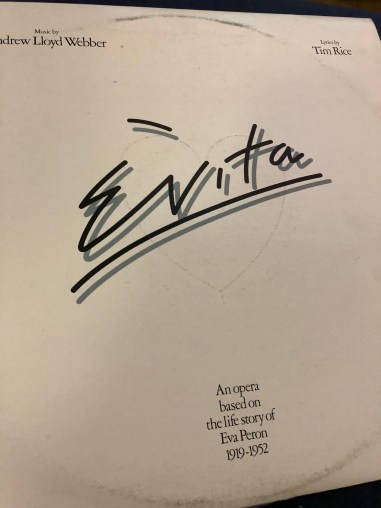 Music by
ndrew Lloyd Webber
Lyrics by
Tim Rice
Evita
An opera
based on
the life story of
Eva Peron
1919-1952